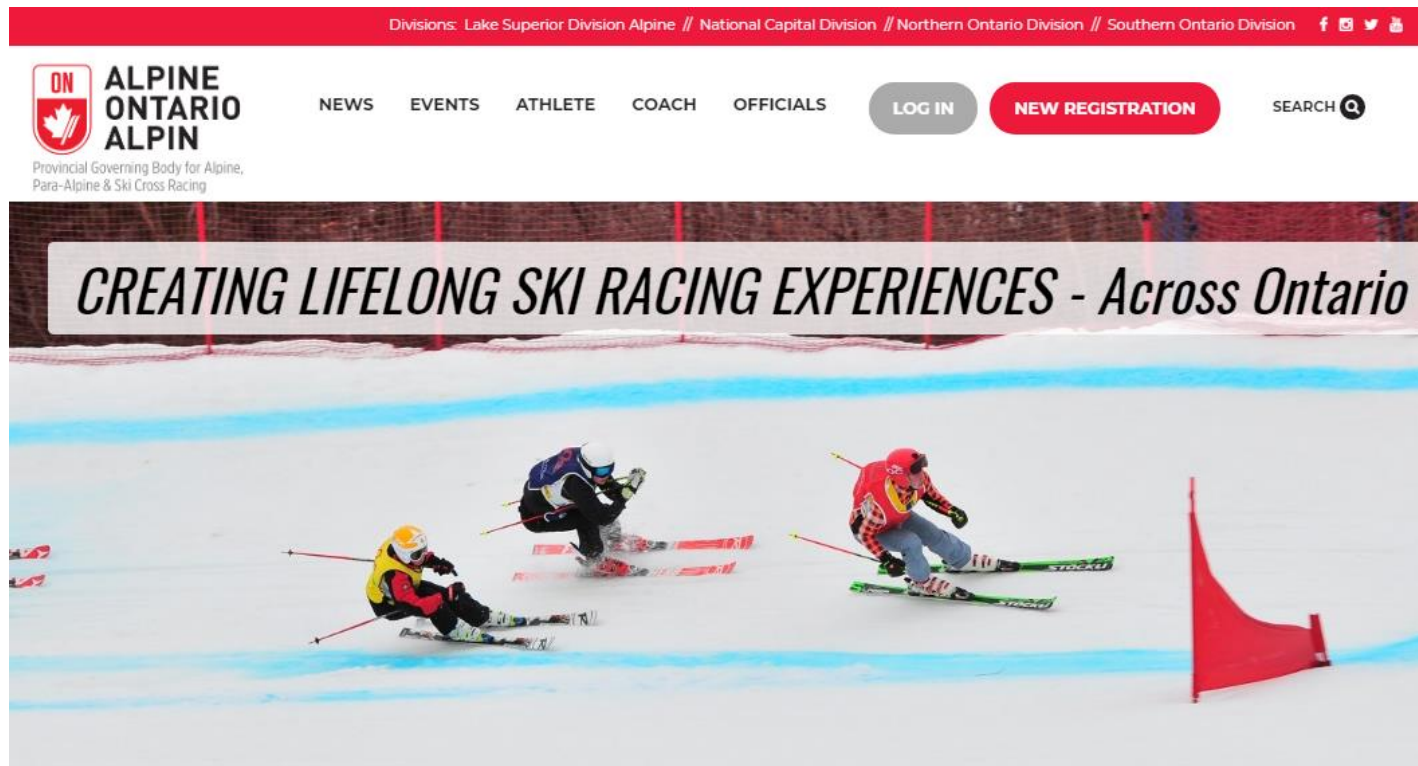 Divisions: Lake Superior Division Alpine // National Capital Division // Northern Ontario Division // Southern Ontario Division
ON
ALPINE
ONTARIO
ALPIN
Provincial Governing Body for Alpine,
Para-Alpine & Ski Cross Racing
NEWS EVENTS ATHLETE COACH OFFICIALS LOG IN NEW REGISTRATION SEARCH
CREATING LIFELONG SKI RACING EXPERIENCES - Across Ontario
STOCKLI
STOCKLI